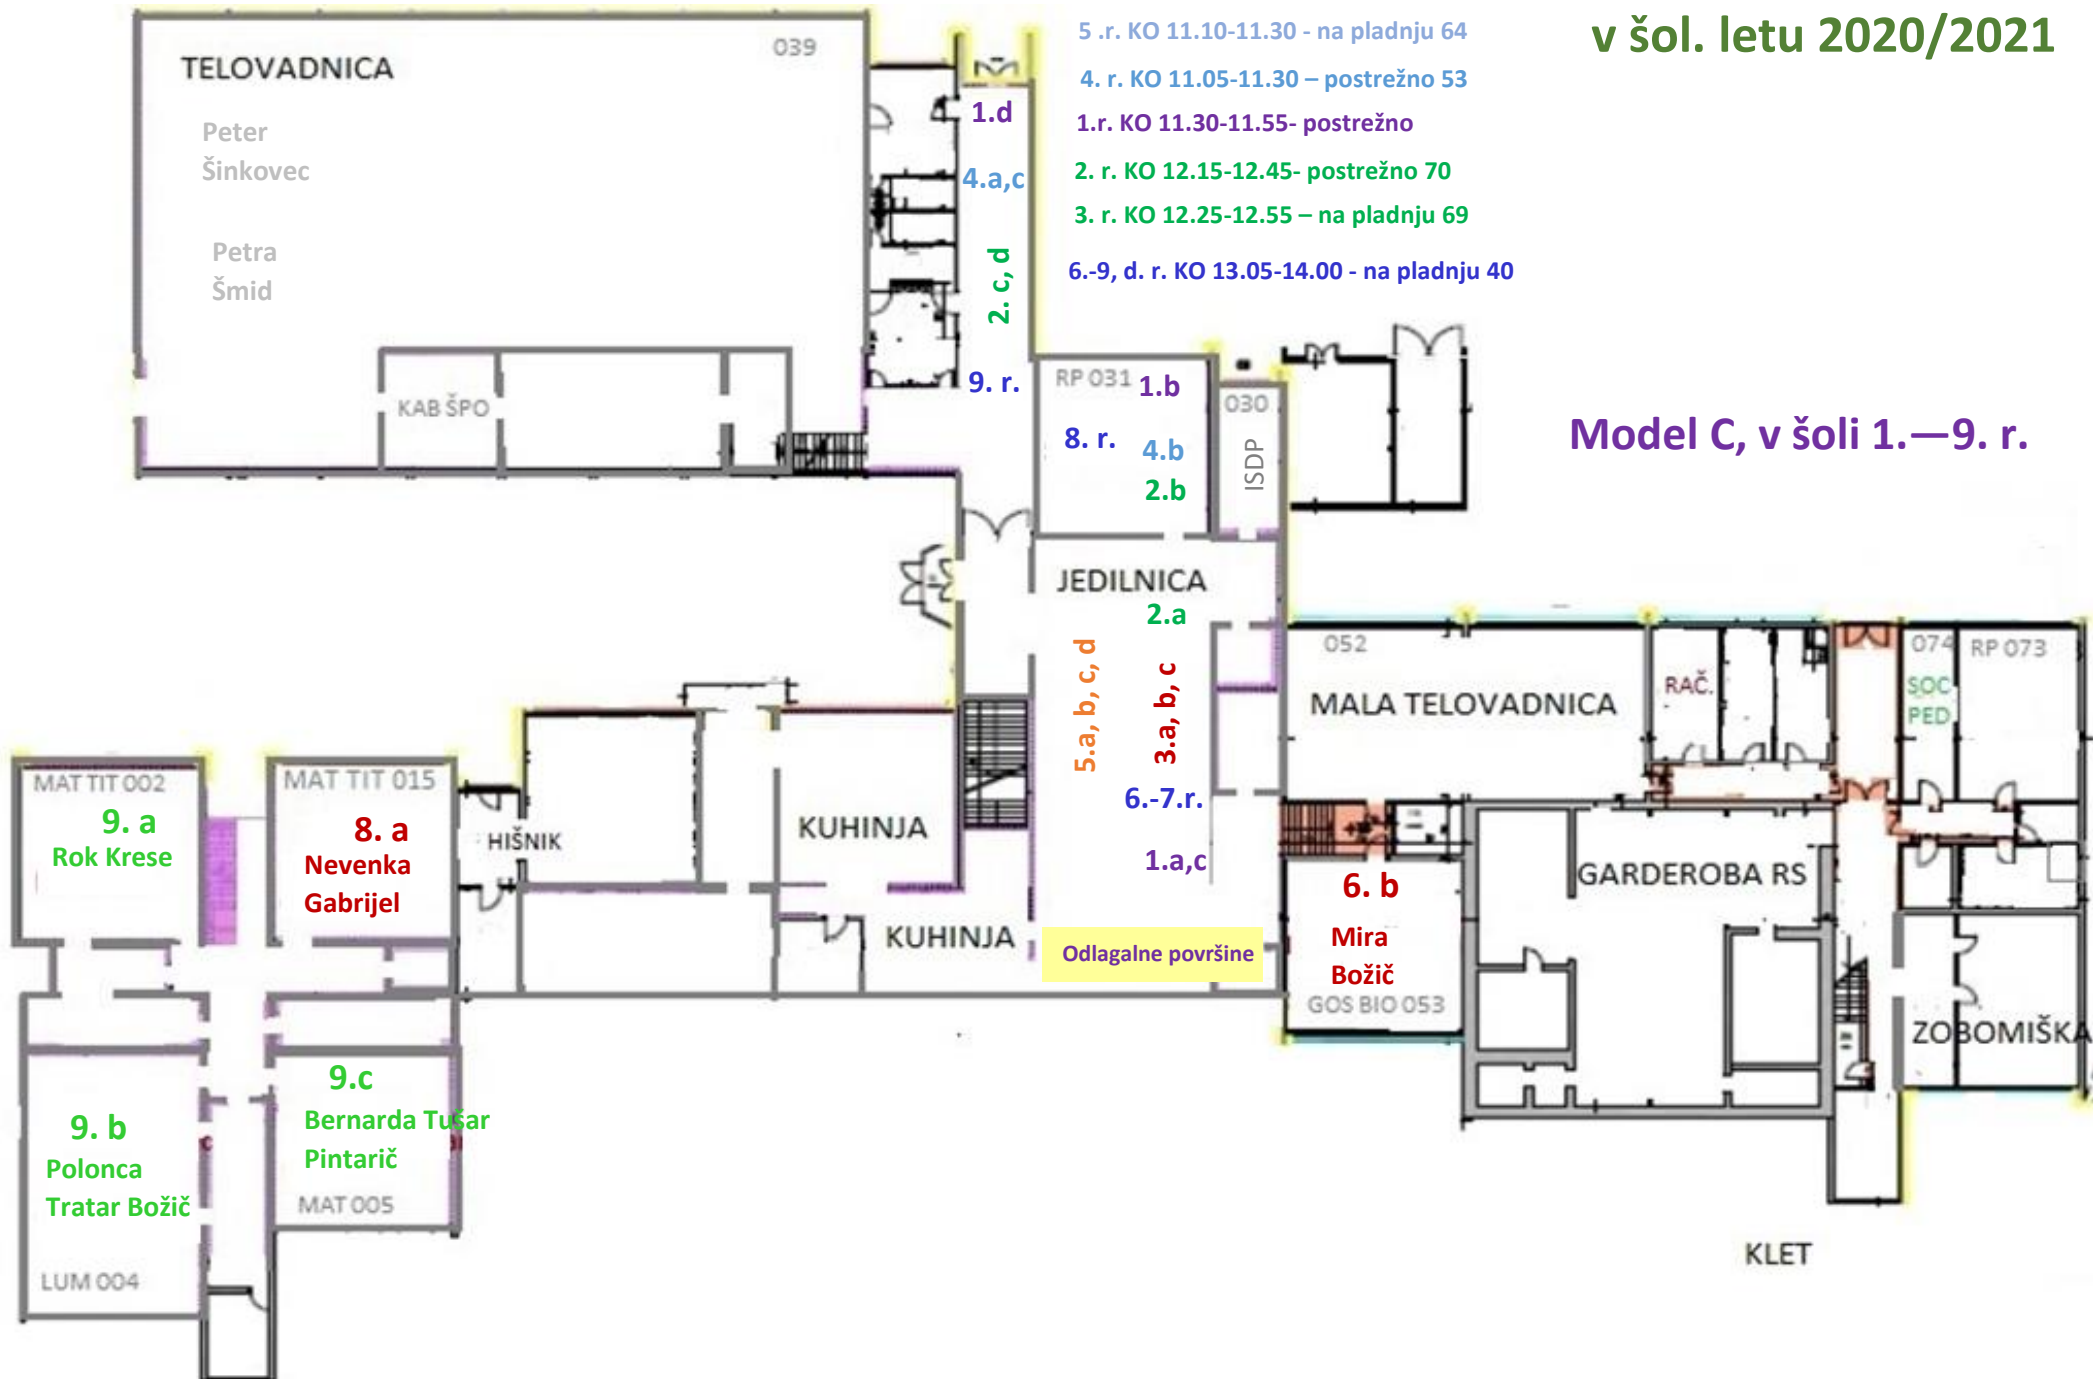 v šol. letu 2020/2021
5 .r. KO 11.10-11.30 - na pladnju 64
4. r. KO 11.05-11.30 – postrežno 53
1.r. KO 11.30-11.55- postrežno
2. r. KO 12.15-12.45- postrežno 70
3. r. KO 12.25-12.55 – na pladnju 69
6.-9, d. r. KO 13.05-14.00 - na pladnju 40
Model C, v šoli 1.—9. r.
TELOVADNICA
039
Peter
Šinkovec
Petra
Šmid
KAB ŠPO
1.d
4.a,c
2. c, d
9. r.
RP 031
1.b
8. r.
4.b
2.b
030
ISDP
JEDILNICA
2.a
5.a, b, c, d
3.a, b, c
6.-7.r.
1.a,c
Odlagalne površine
052
MALA TELOVADNICA
RAČ.
074
SOC
PED
RP 073
MAT TIT 002
9. a
Rok Krese
MAT TIT 015
8. a
Nevenka
Gabrijel
HIŠNIK
KUHINJA
KUHINJA
6. b
Mira
Božič
GOS BIO 053
GARDEROBA RS
ZOBOMIŠKA
9. b
Polonca
Tratar Božič
LUM 004
9.c
Bernarda Tušar
Pintarič
MAT 005
KLET